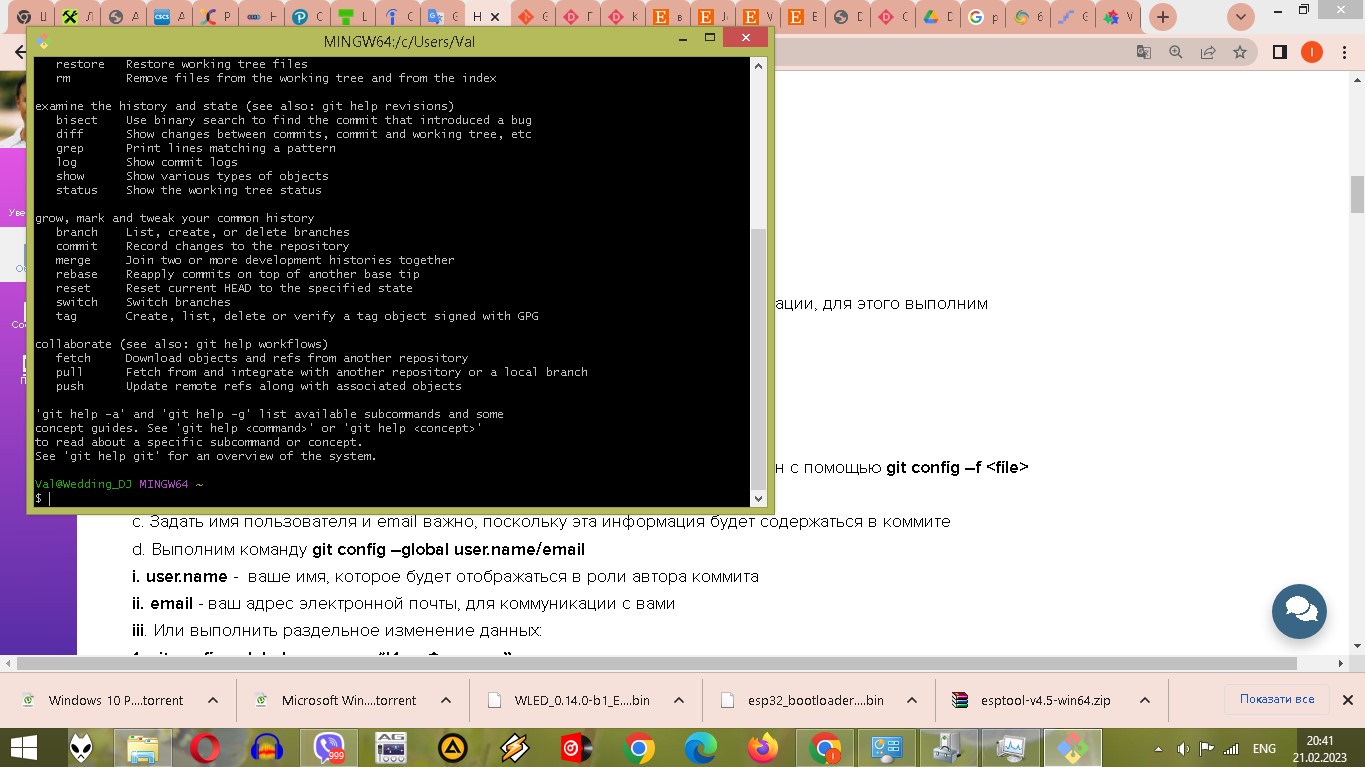 MINGW64:/c/Users/Val
restore Restore working tree files
rm Remove files from the working tree and from the index
examine the history and state (see also: git help revisions)
bisect Use binary search to find the commit that introduced a bug
diff Show changes between commits, commit and working tree, etc
grep Print lines matching a pattern
log Show commit logs
show Show various types of objects
status Show the working tree status
grow, mark and tweak your common history
branch List, create, or delete branches
commit Record changes to the repository
merge Join two or more development histories together
rebase Reapply commits on top of another base tip
reset Reset current HEAD to the specified state
switch Switch branches
tag Create, list, delete or verify a tag object signed with GPG
collaborate (see also: git help workflows)
fetch Download objects and refs from another repository
pull Fetch from and integrate with another repository or a local branch
push Update remote refs along with associated objects
'git help -a' and 'git help -g' list available subcommands and some
concept guides. See 'git help <command>' or 'git help <concept>'
to read about a specific subcommand or concept.
See 'git help git' for an overview of the system.
Val@Wedding_DJ MINGW64 ~
$
ации, для этого выполним
н с помощью git config –f <file>
c. Задать имя пользователя и email важно, поскольку эта информация будет содержаться в коммите
d. Выполним команду git config –global user.name/email
i. user.name - ваше имя, которое будет отображаться в роли автора коммита
ii. email - ваш адрес электронной почты, для коммуникации с вами
iii. Или выполнить раздельное изменение данных:
Windows 10 P....torrent
Microsoft Win....torrent
WLED_0.14.0-b1_E....bin
esp32_bootloader....bin
esptool-v4.5-win64.zip
Показати все
999
AG
ENG
20:41
21.02.2023